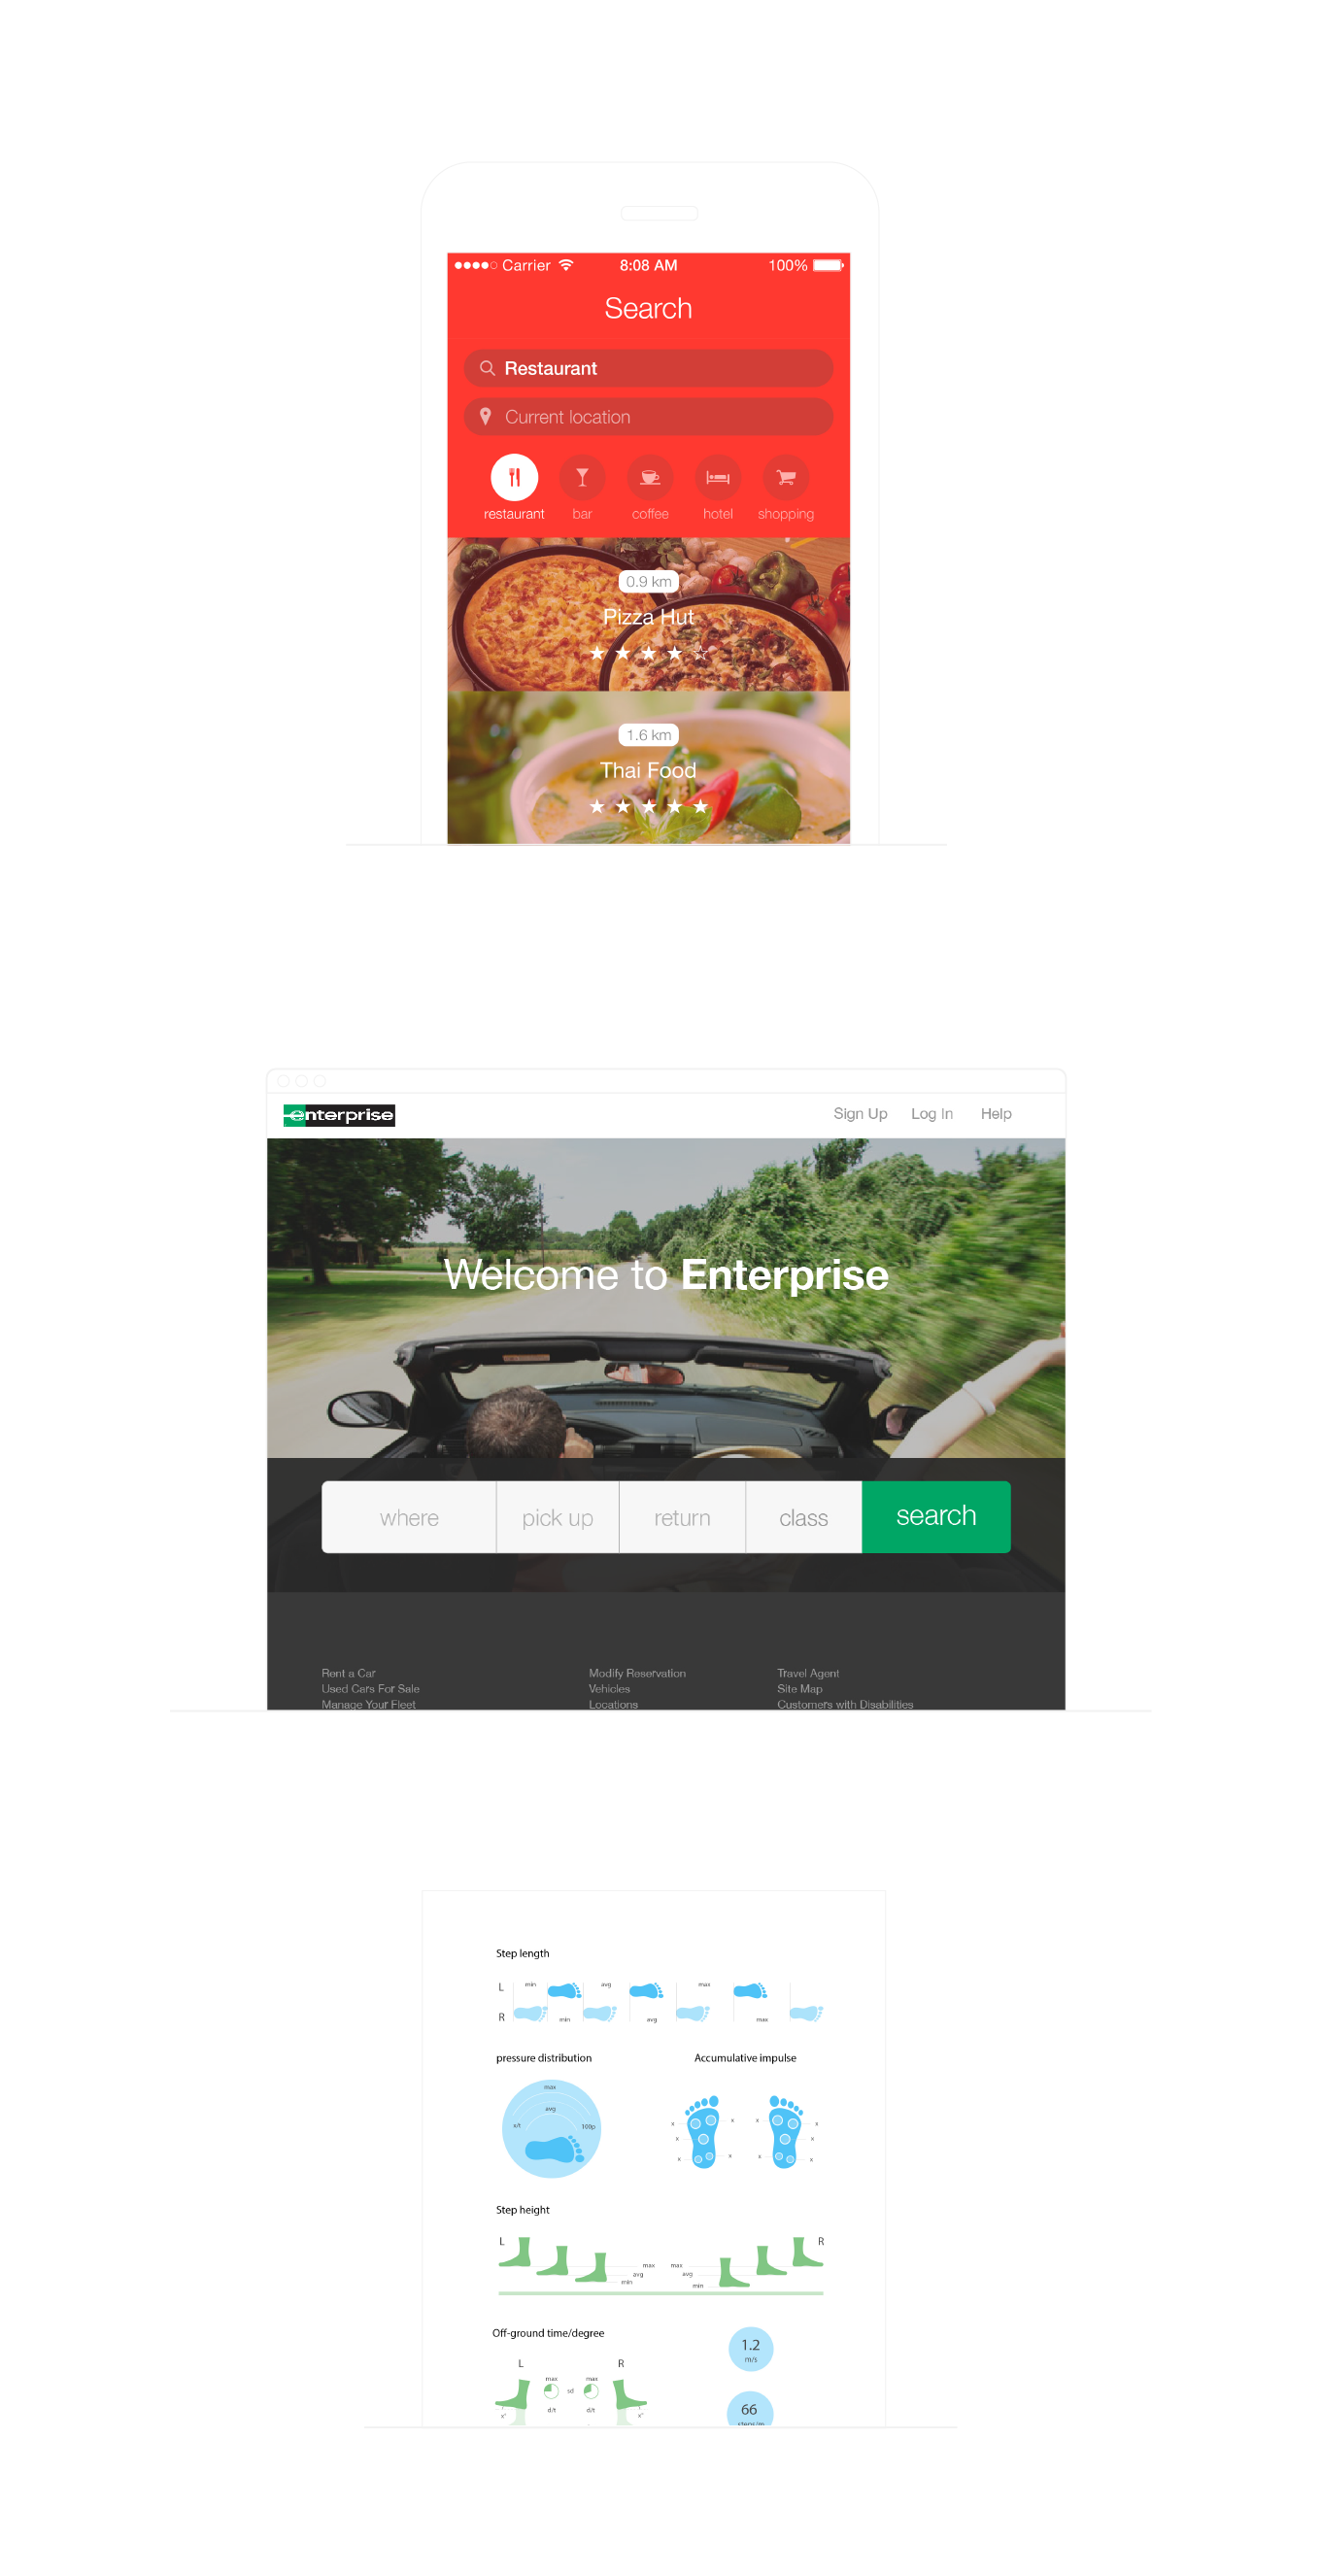 Carrier 8:08 AM 100%
Search
Restaurant
Current location
restaurant bar coffee hotel shopping
0.9 km
Pizza Hut
1.6 km
Thai Food
enterprise Sign Up Log In Help
Welcome to Enterprise
where pick up return class search
Rent a Car Modify Reservation Travel Agent
Used Cars For Sale Vehicles Site Map
Manage Your Fleet Locations Customers with Disabilities
Step length
L min avg max
R min avg max
pressure distribution Accumulative impulse
max
avg
x/t 100p
x x x x
x x
x x x x
Step height
L R
max max
avg avg
min min
Off-ground time/degree
1.2
m/s
L R
max max
sd
d/t d/t
x° x°
66
steps/m